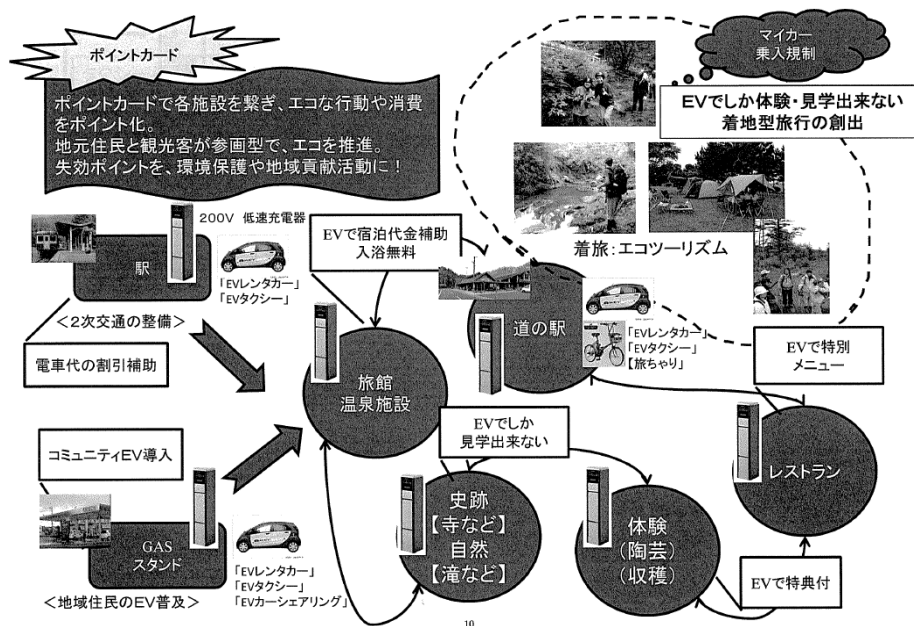 ポイントカード
ポイントカードで各施設を繋ぎ、エコな行動や消費
をポイント化。
地元住民と観光客が参画型で、エコを推進。
失効ポイントを、環境保護や地域貢献活動に！
マイカー
乗入規制
EVでしか体験・見学出来ない
着地型旅行の創出
着旅：エコツーリズム
200V 低速充電器
駅
「EVレンタカー」
「EVタクシー」
＜2次交通の整備＞
電車代の割引補助
EVで宿泊代金補助
入浴無料
道の駅
「EVレンタカー」
「EVタクシー」
【旅ちゃり】
EVで特別
メニュー
旅館
温泉施設
EVでしか
見学出来ない
レストラン
コミュニティEV導入
GAS
スタンド
「EVレンタカー」
「EVタクシー」
「EVカーシェアリング」
＜地域住民のEV普及＞
史跡
【寺など】
自然
【滝など】
体験
（陶芸）
（収穫）
EVで特典付
10